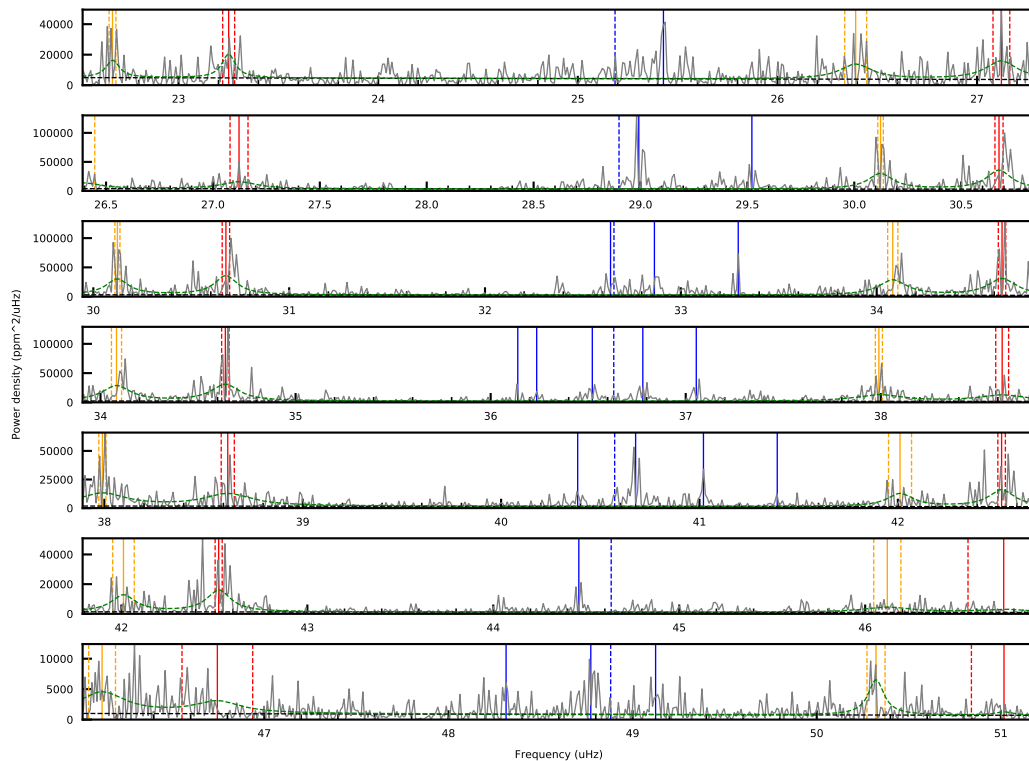 40000
20000
0
23 24 25 26 27
100000
50000
0
26.5 27.0 27.5 28.0 28.5 29.0 29.5 30.0 30.5
100000
50000
0
30 31 32 33 34
100000
50000
0
34 35 36 37 38
Power density (ppm^2/uHz)
50000
25000
0
38 39 40 41 42
40000
20000
0
42 43 44 45 46
10000
5000
0
47 48 49 50 51
Frequency (uHz)